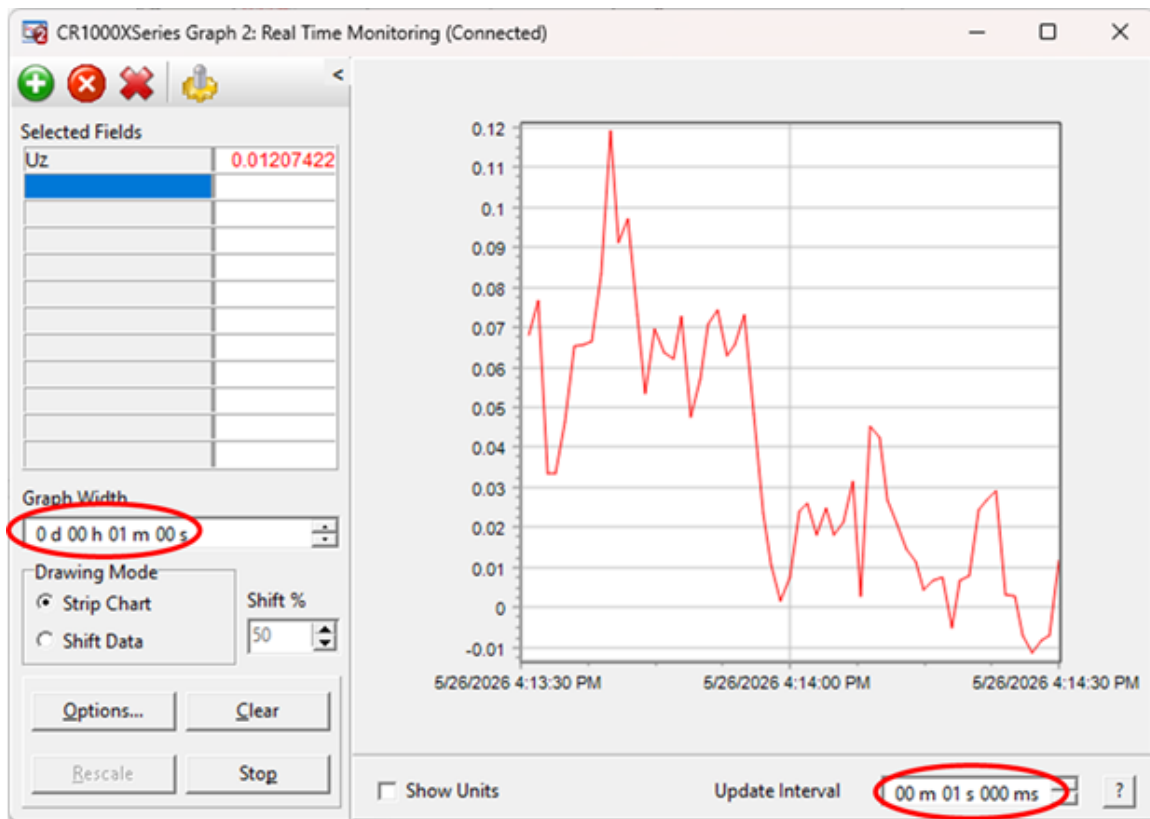 CR1000XSeries Graph 2: Real Time Monitoring (Connected)
<
Selected Fields
Uz 0.01207422
Graph Width
0 d 00 h 01 m 00 s
Drawing Mode
Strip Chart
Shift Data
Shift %
50
Options...
Clear
Rescale
Stop
0.12
0.11
0.1
0.09
0.08
0.07
0.06
0.05
0.04
0.03
0.02
0.01
0
-0.01
5/26/2026 4:13:30 PM 5/26/2026 4:14:00 PM 5/26/2026 4:14:30 PM
Show Units
Update Interval
00 m 01 s 000 ms
?